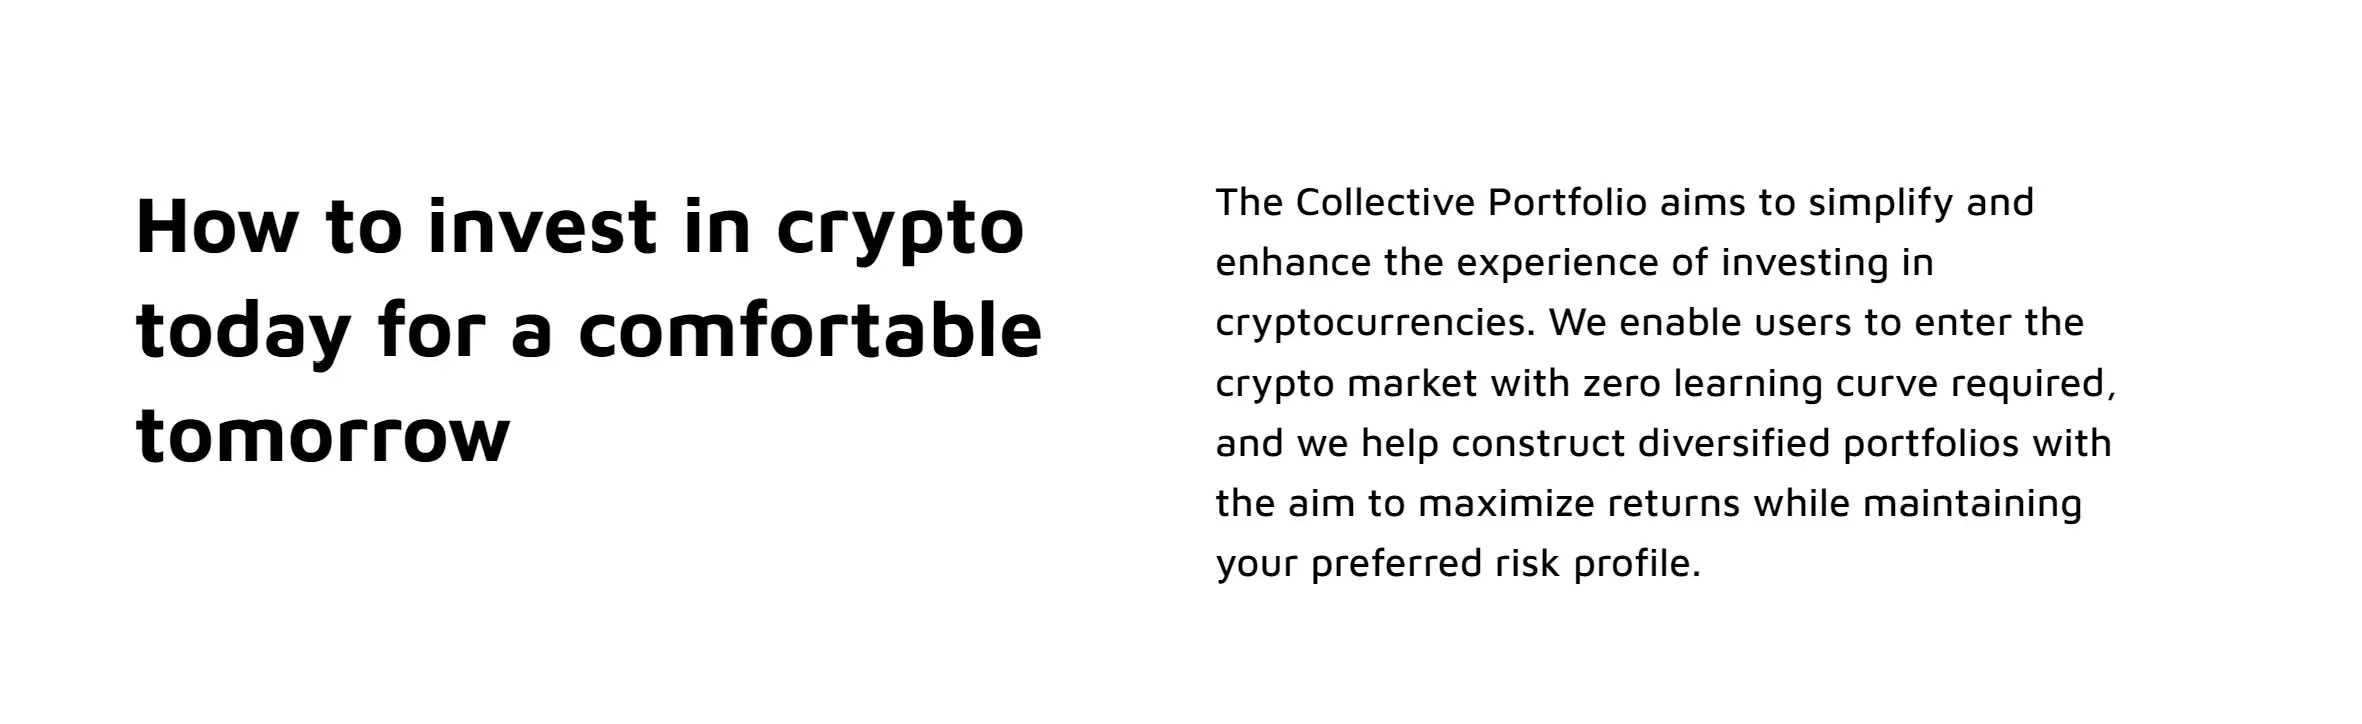 How to invest in crypto
today for a comfortable
tomorrow
The Collective Portfolio aims to simplify and
enhance the experience of investing in
cryptocurrencies. We enable users to enter the
crypto market with zero learning curve required,
and we help construct diversified portfolios with
the aim to maximize returns while maintaining
your preferred risk profile.